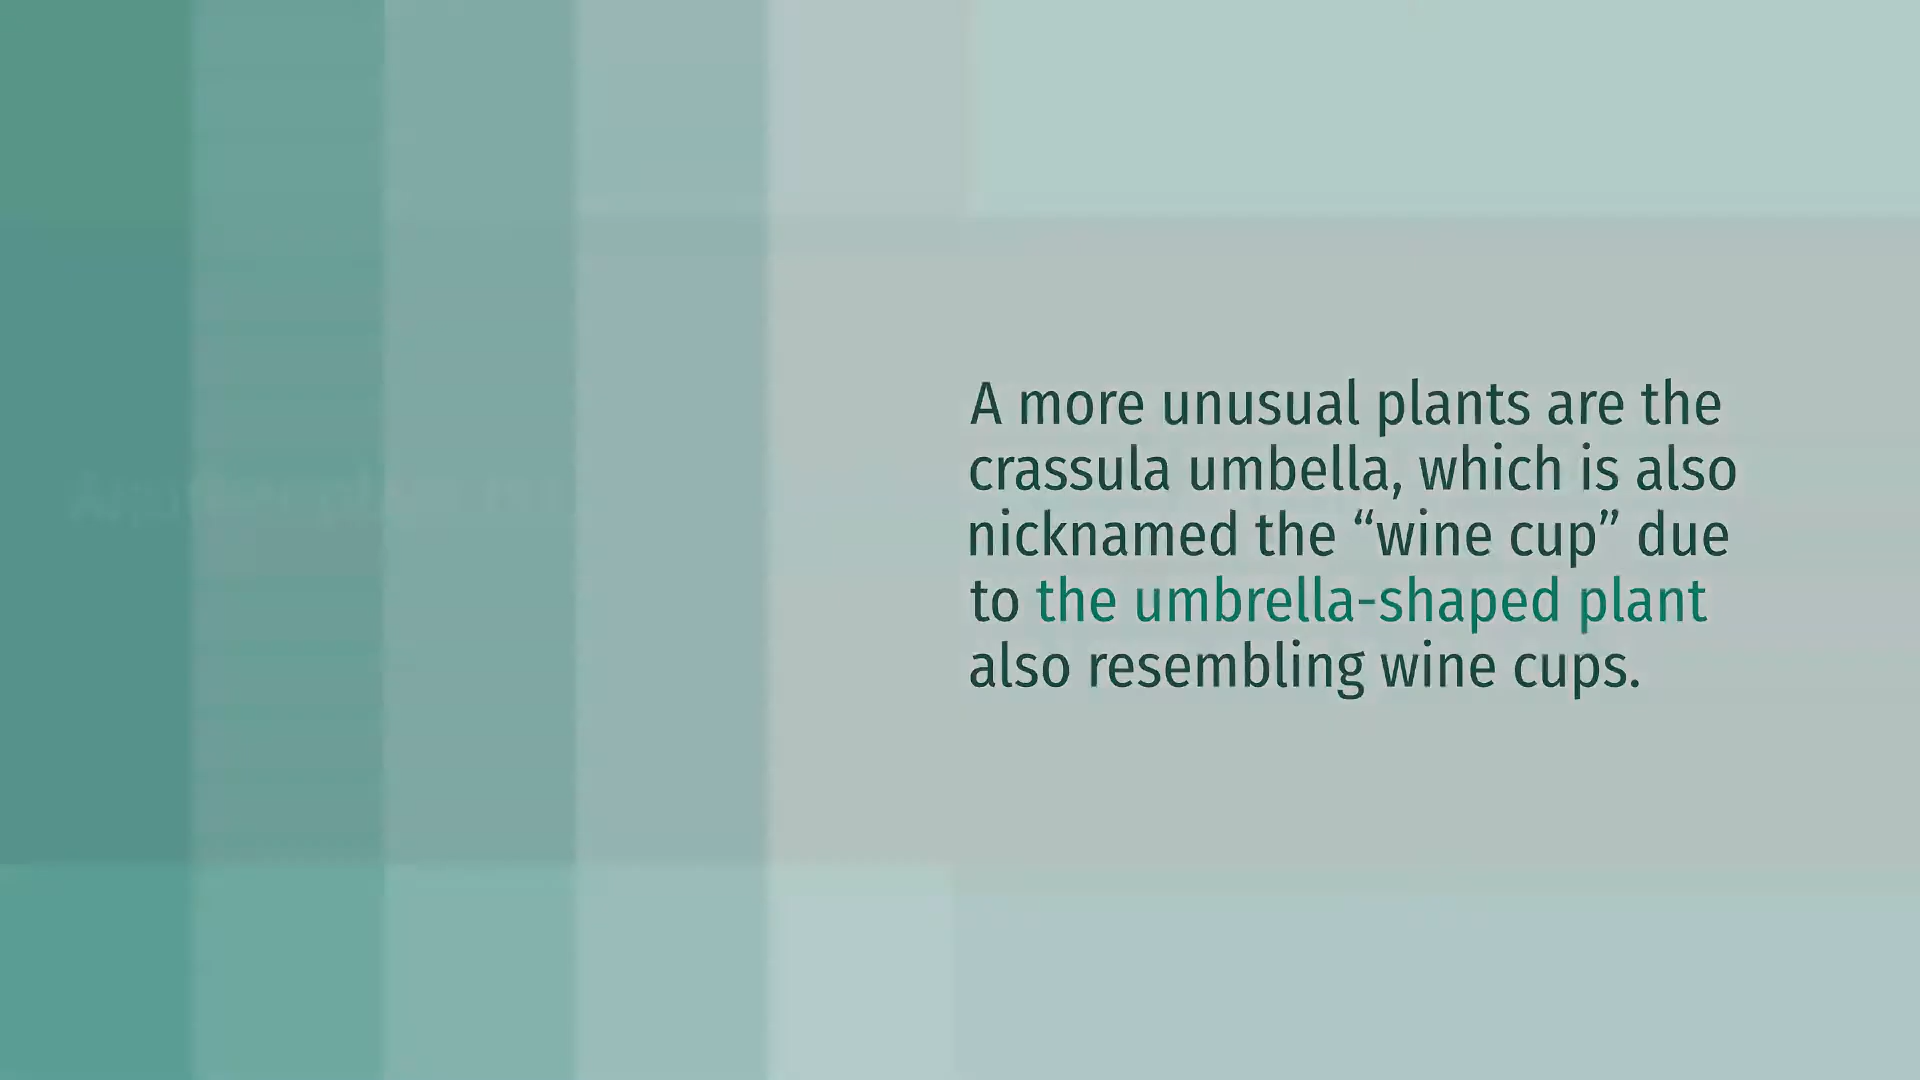 A more unusual plants are the
crassula umbella, which is also
nicknamed the “wine cup” due
to the umbrella-shaped plant
also resembling wine cups.